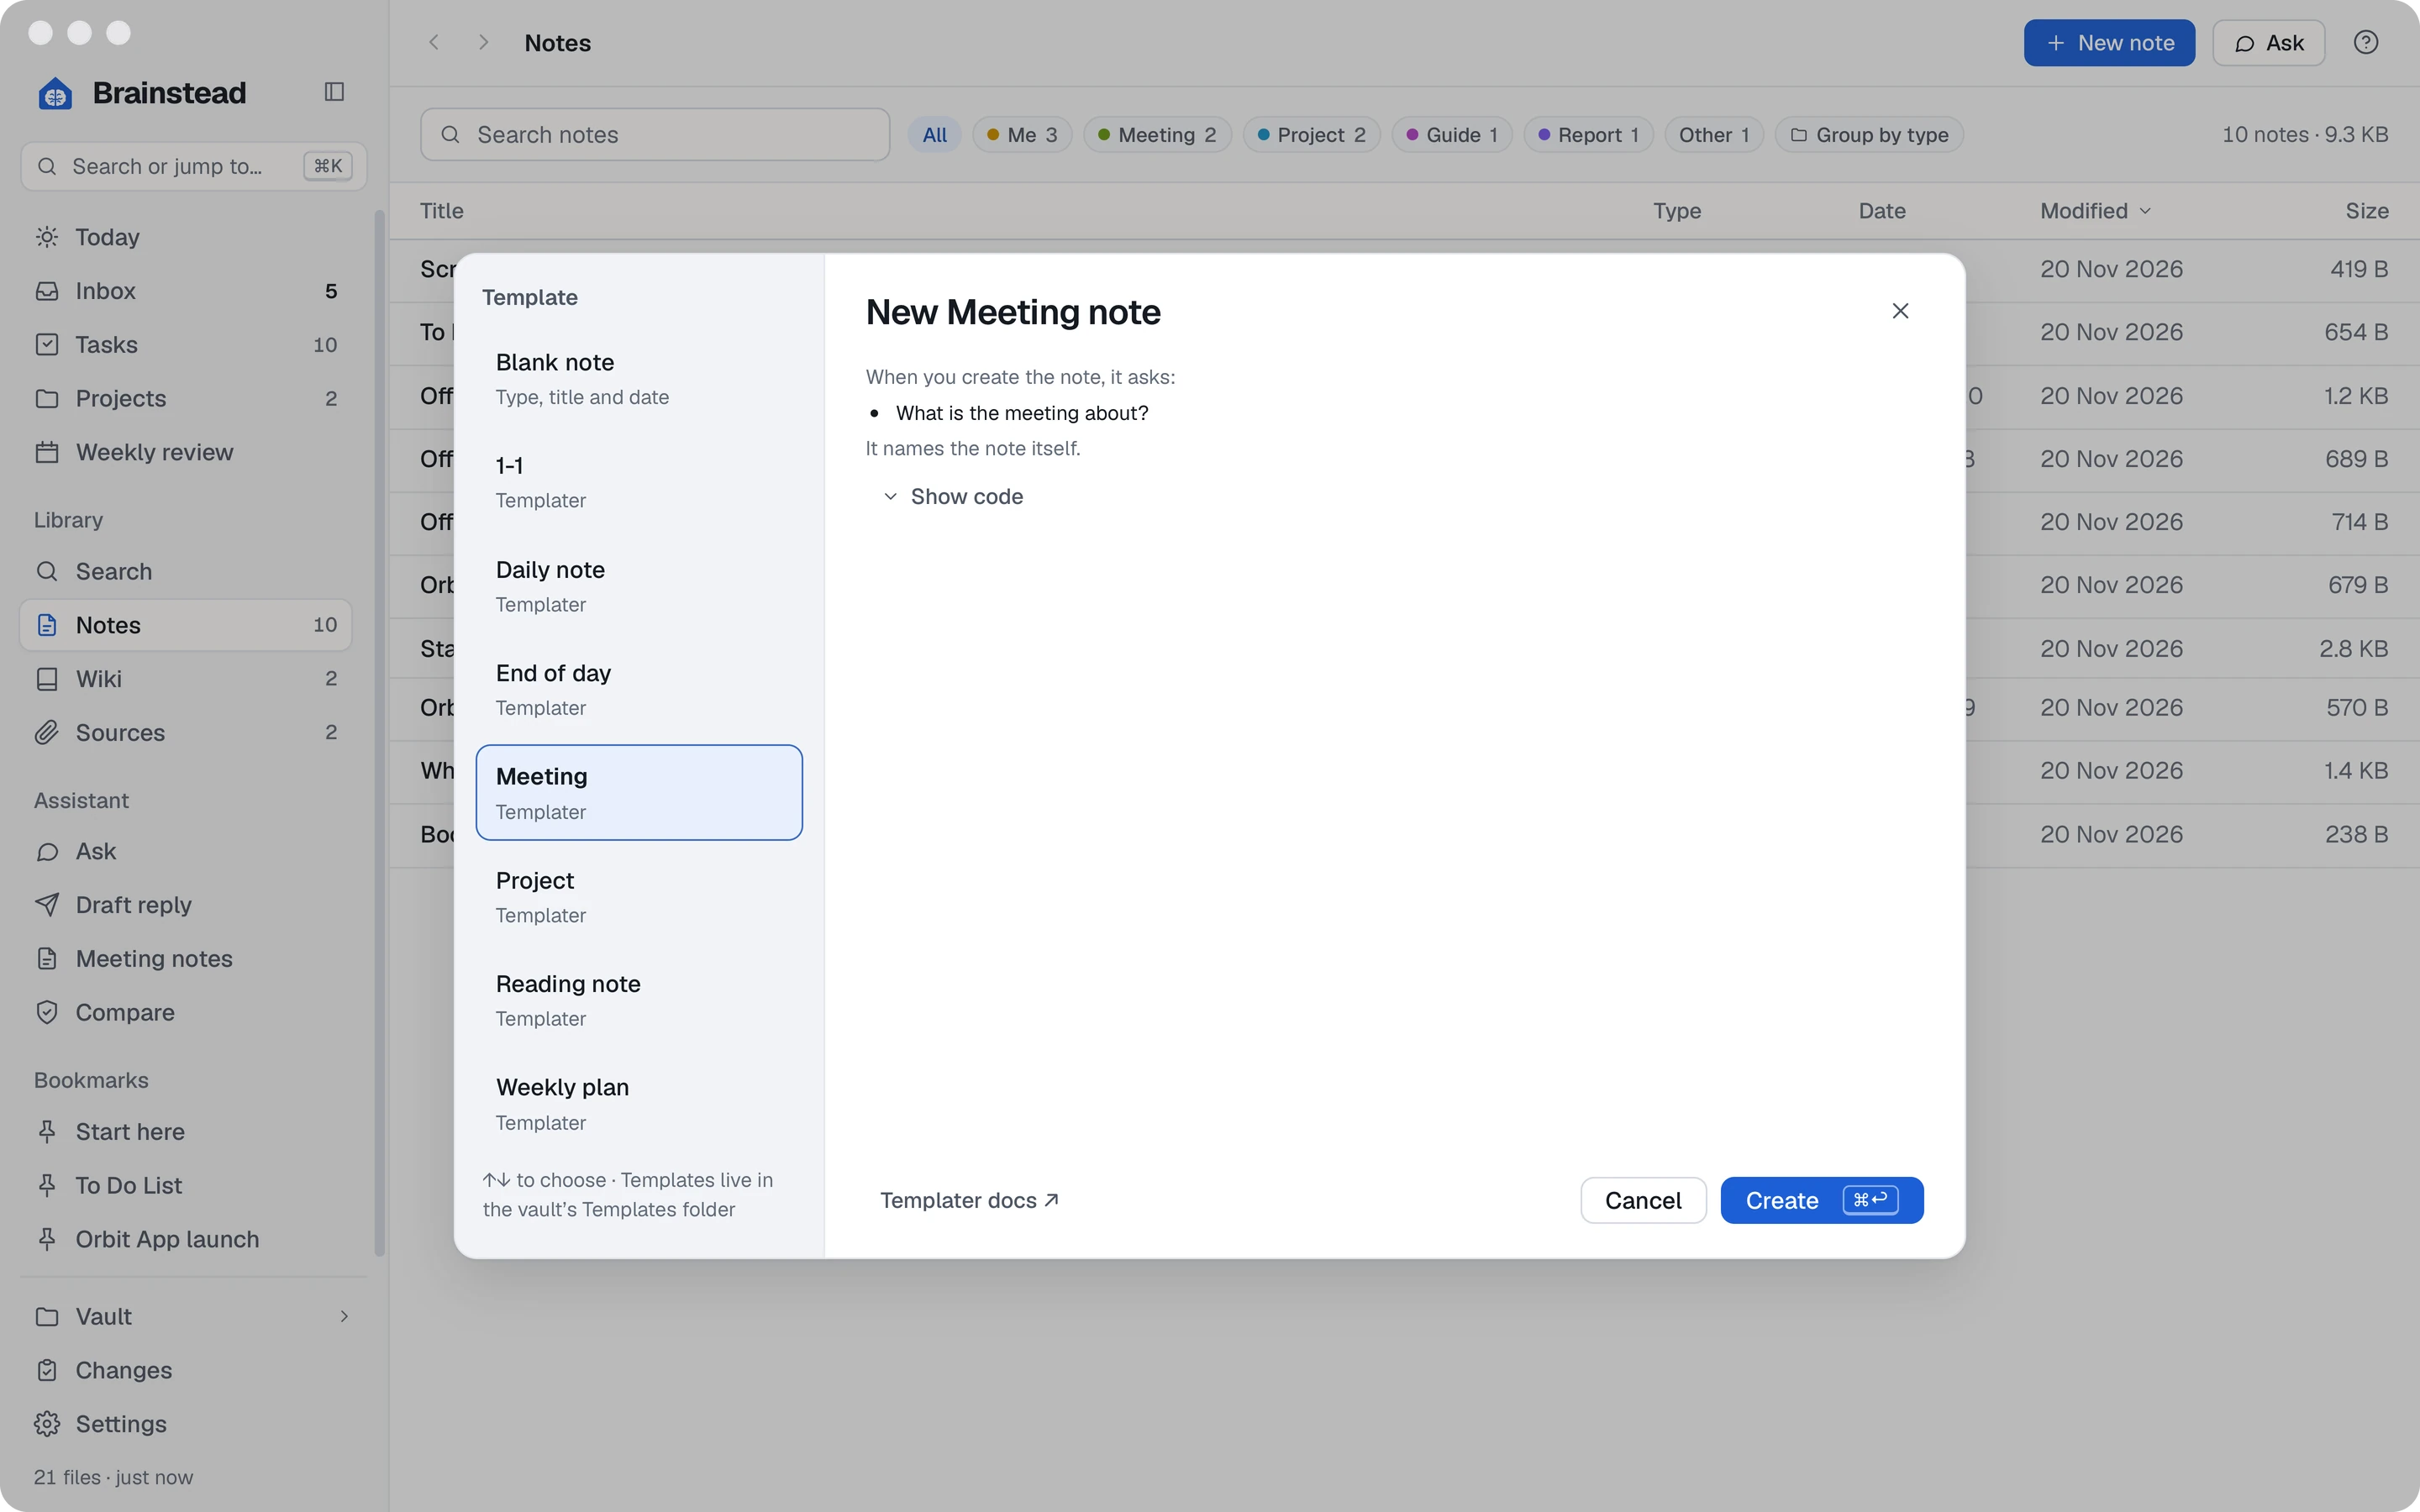 Brainstead
Search or jump to... ⌘K
Today
Inbox 5
Tasks 10
Projects 2
Weekly review
Library
Search
Notes 10
Wiki 2
Sources 2
Assistant
Ask
Draft reply
Meeting notes
Compare
Bookmarks
Start here
To Do List
Orbit App launch
Vault
Changes
Settings
21 files · just now
Notes
+ New note
Ask
Search notes
All
Me 3
Meeting 2
Project 2
Guide 1
Report 1
Other 1
Group by type
10 notes · 9.3 KB
Title Type Date Modified Size
20 Nov 2026 419 B
To 20 Nov 2026 654 B
20 Nov 2026 1.2 KB
20 Nov 2026 689 B
20 Nov 2026 714 B
20 Nov 2026 679 B
20 Nov 2026 2.8 KB
20 Nov 2026 570 B
20 Nov 2026 1.4 KB
20 Nov 2026 238 B
Template
Blank note
Type, title and date
1-1
Templater
Daily note
Templater
End of day
Templater
Meeting
Templater
Project
Templater
Reading note
Templater
Weekly plan
Templater
↑↓ to choose · Templates live in
the vault’s Templates folder
New Meeting note
When you create the note, it asks:
• What is the meeting about?
It names the note itself.
Show code
Templater docs ↗
Cancel
Create ⌘↩